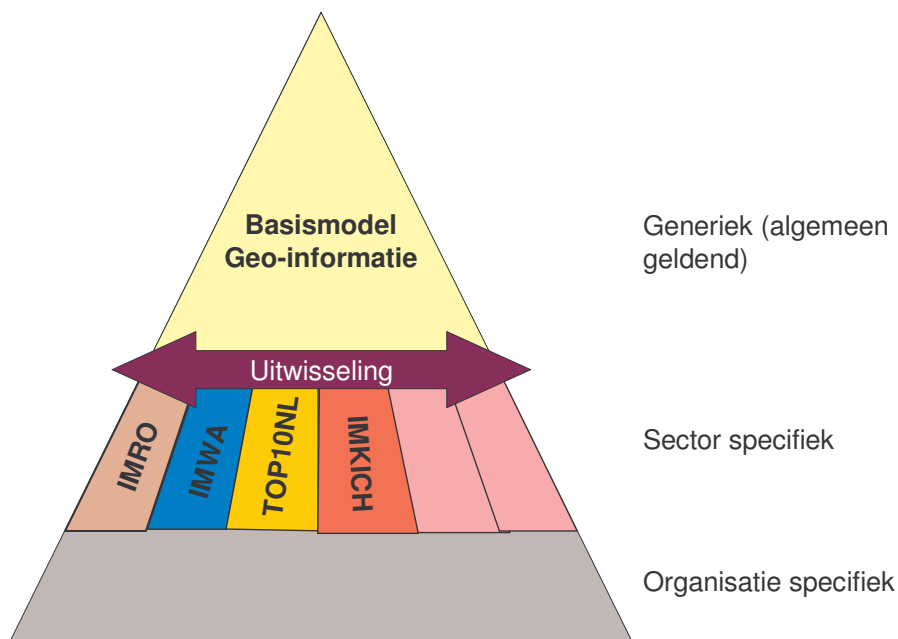 Basismodel
Geo-informatie
Generiek (algemeen
geldend)
Uitwisseling
IMRO
IMWA
TOP10NL
IMKICH
Sector specifiek
Organisatie specifiek